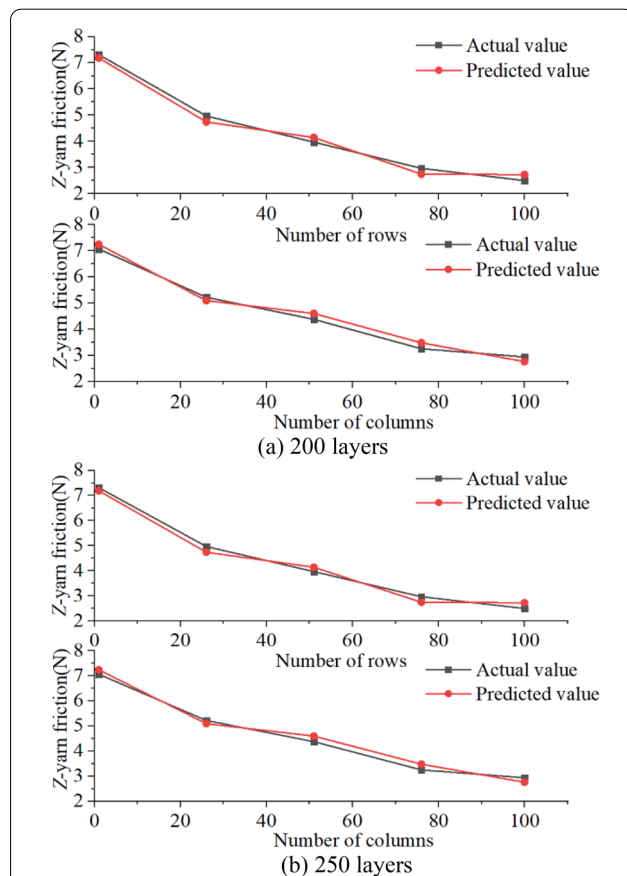 8
7
6
5
4
3
2
Z-yarn friction(N)
Actual value
Predicted value
0 20 40 60 80 100
Number of rows
8
7
6
5
4
3
2
Z-yarn friction(N)
Actual value
Predicted value
0 20 40 60 80 100
Number of columns
(a) 200 layers
8
7
6
5
4
3
2
Z-yarn friction(N)
Actual value
Predicted value
0 20 40 60 80 100
Number of rows
8
7
6
5
4
3
2
Z-yarn friction(N)
Actual value
Predicted value
0 20 40 60 80 100
Number of columns
(b) 250 layers